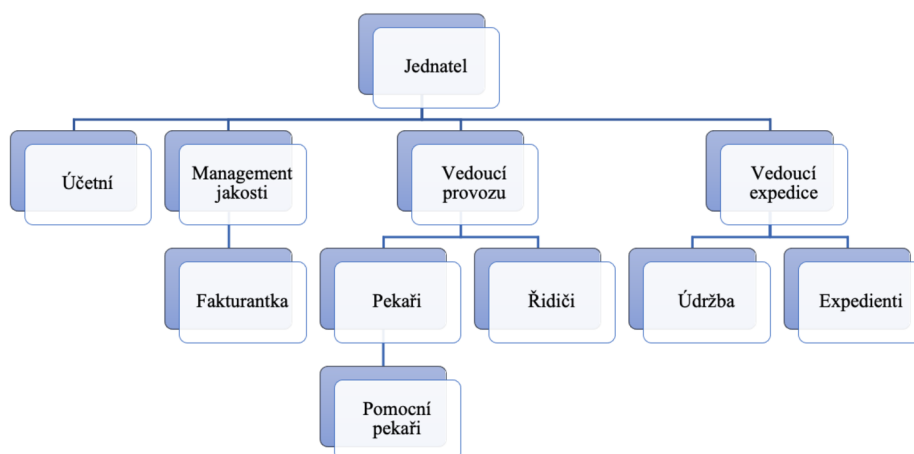 Jednatel
Účetní
Management
jakosti
Vedoucí
provozu
Vedoucí
expedice
Fakturantka
Pekaři
Řidiči
Údržba
Expedienti
Pomocní
pekaři